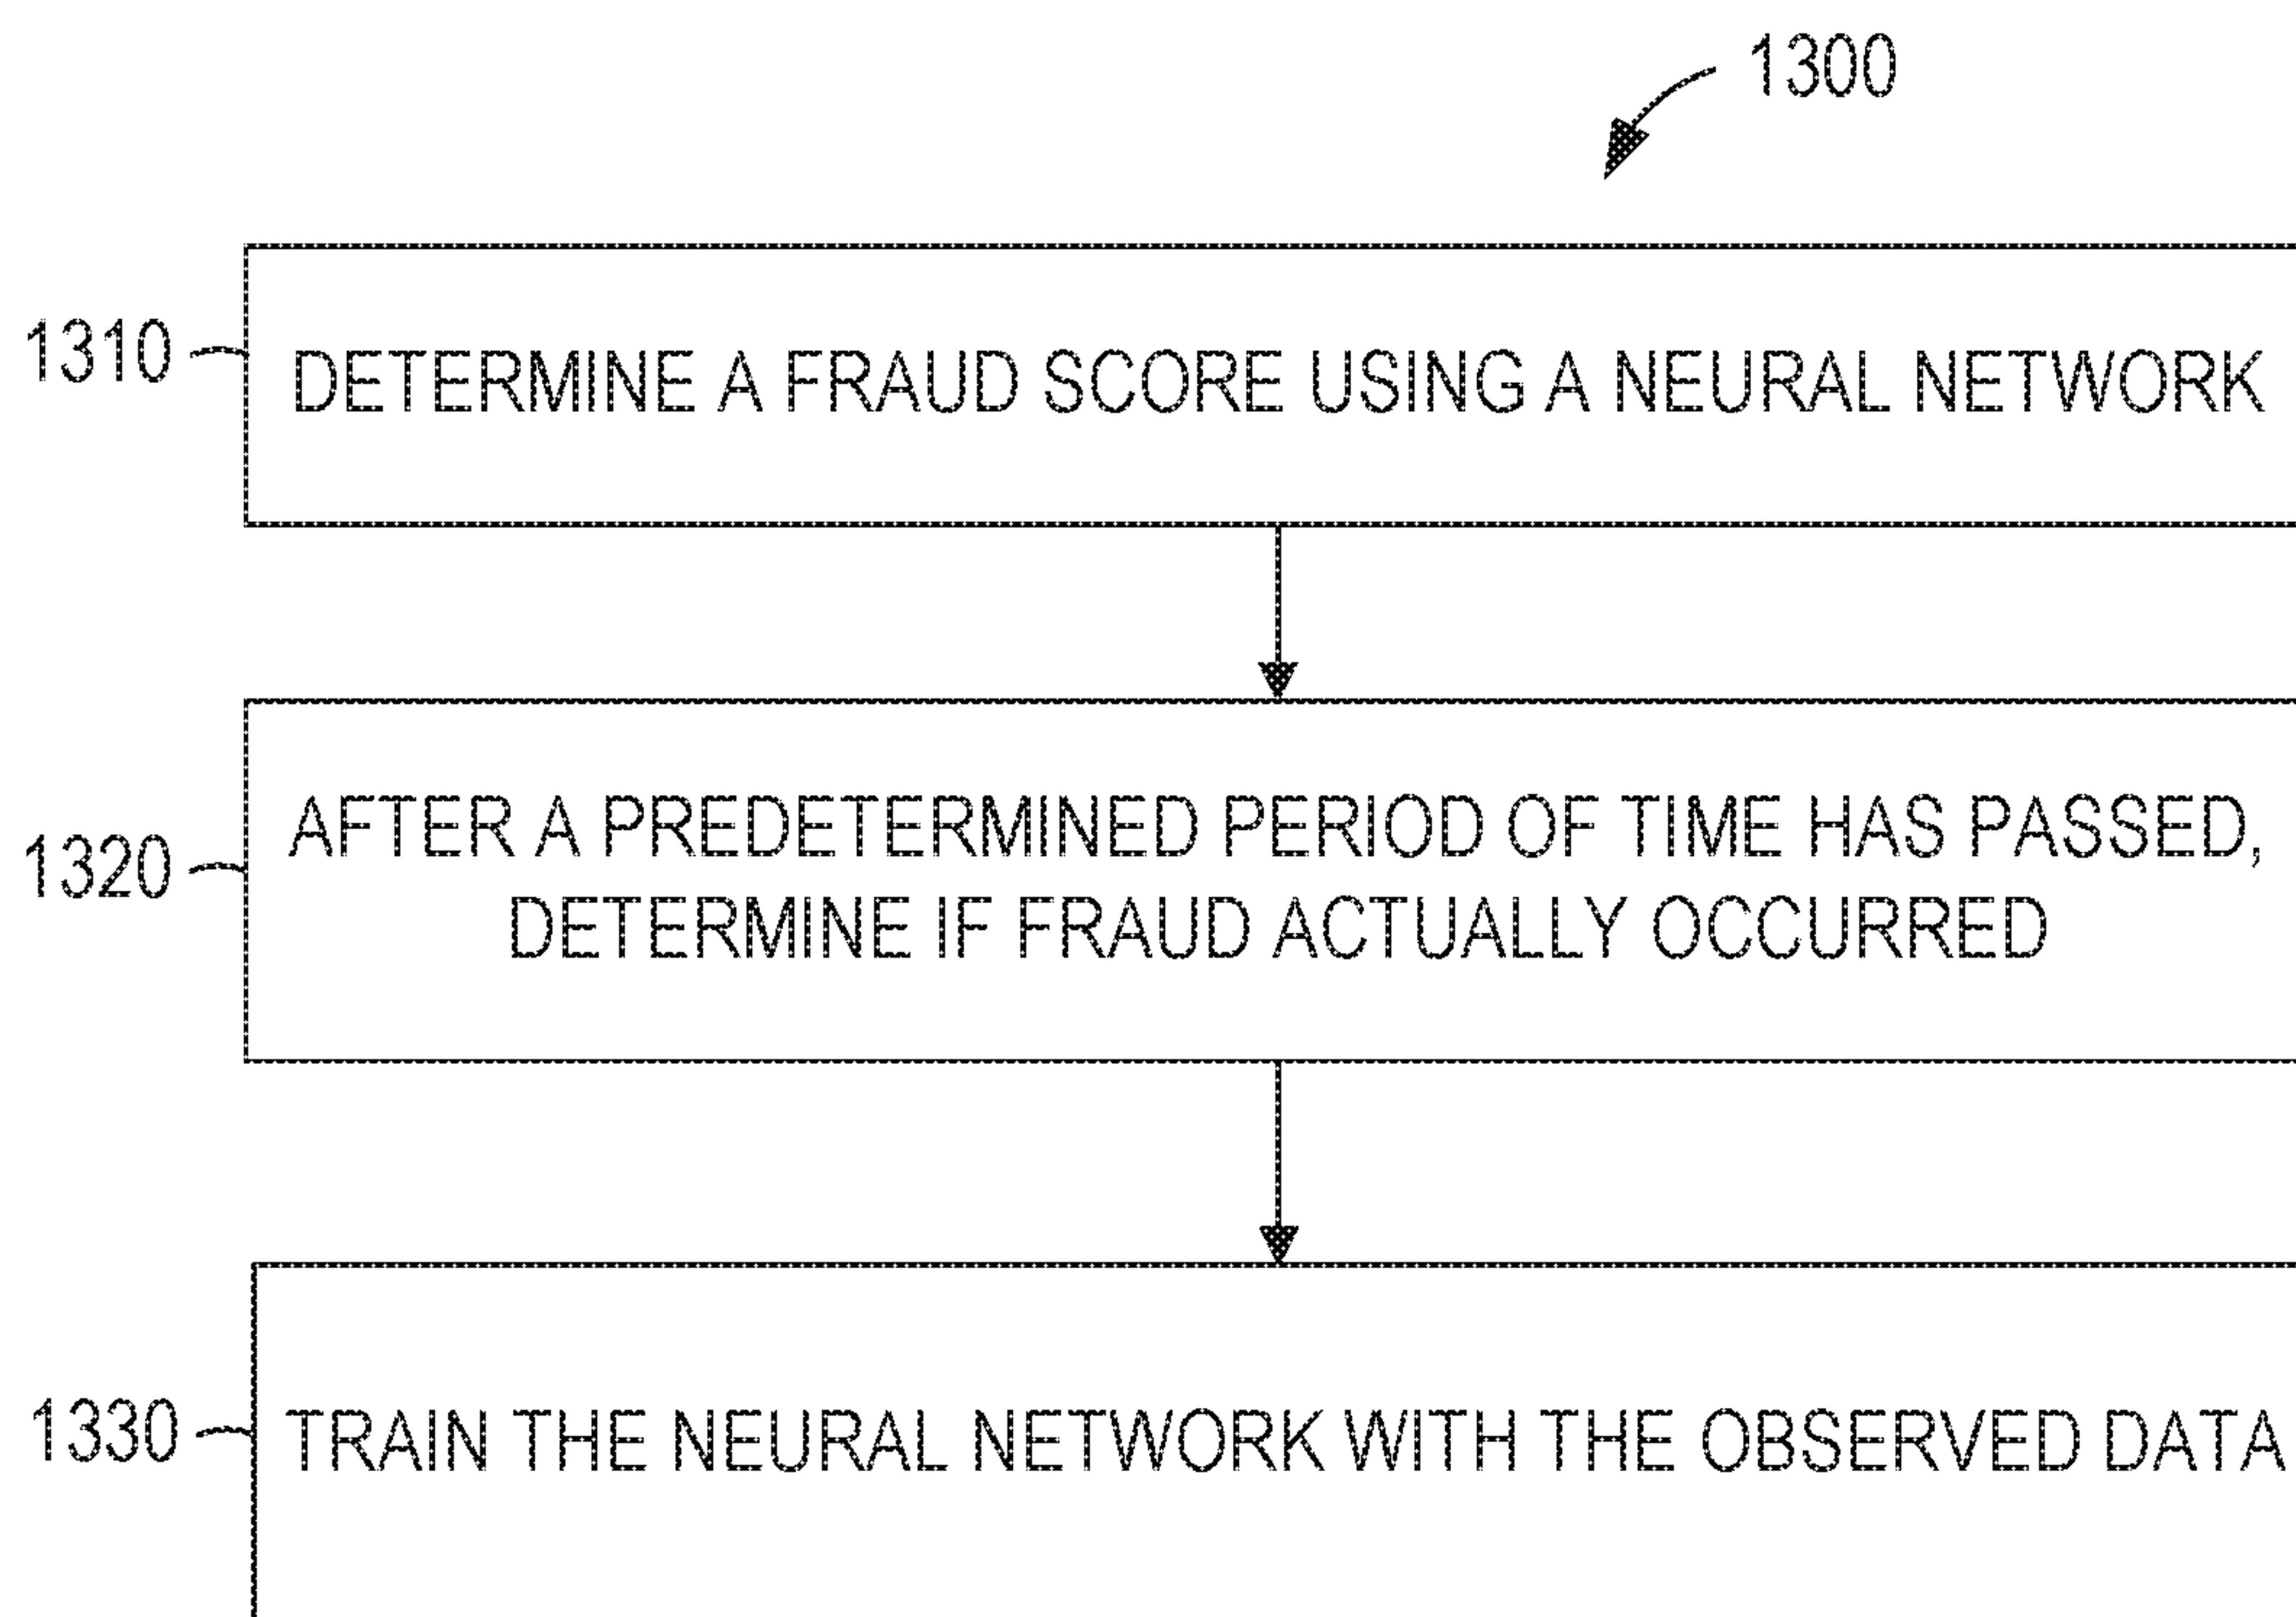 1300
1310
DETERMINE A FRAUD SCORE USING A NEURAL NETWORK
1320
AFTER A PREDETERMINED PERIOD OF TIME HAS PASSED,
DETERMINE IF FRAUD ACTUALLY OCCURRED
1330
TRAIN THE NEURAL NETWORK WITH THE OBSERVED DATA